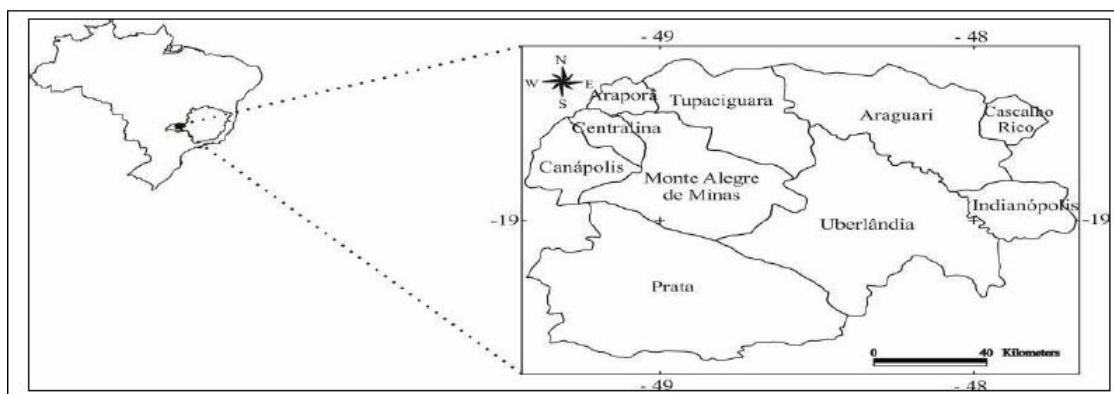 - 49
- 48
N
W E
S
Araporã
Tupaciguara
Araguari
Cascalho
Rico
Centralina
Canápolis
Monte Alegre
de Minas
Indianópolis
-19
-19
Uberlândia
Prata
0 40 Kilometers
- 49
- 48